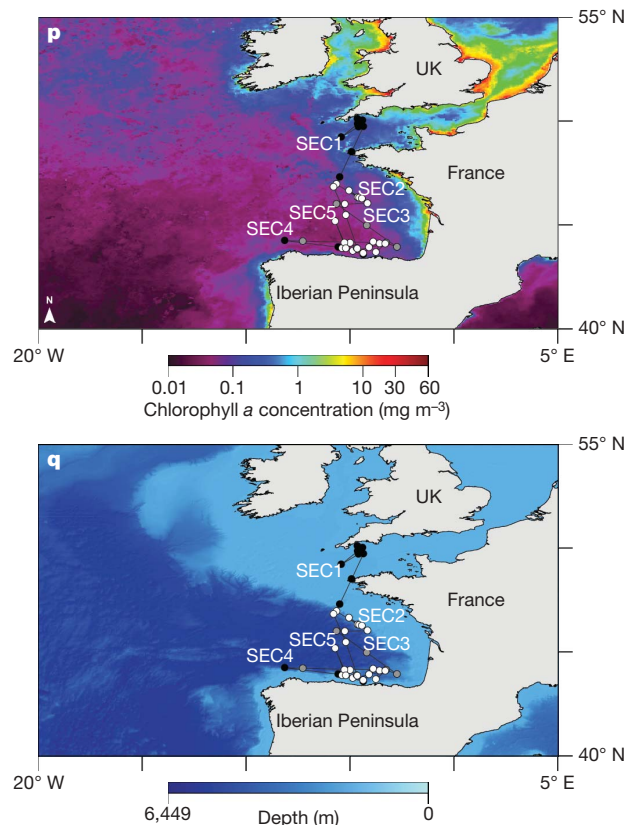 p
55° N
UK
SEC1
France
SEC2
SEC5
SEC3
SEC4
N
Iberian Peninsula
40° N
20° W
5° E
0.01 0.1 1 10 30 60
Chlorophyll a concentration (mg m⁻³)
q
55° N
UK
SEC1
France
SEC2
SEC5
SEC3
SEC4
Iberian Peninsula
40° N
20° W
5° E
6,449 0
Depth (m)